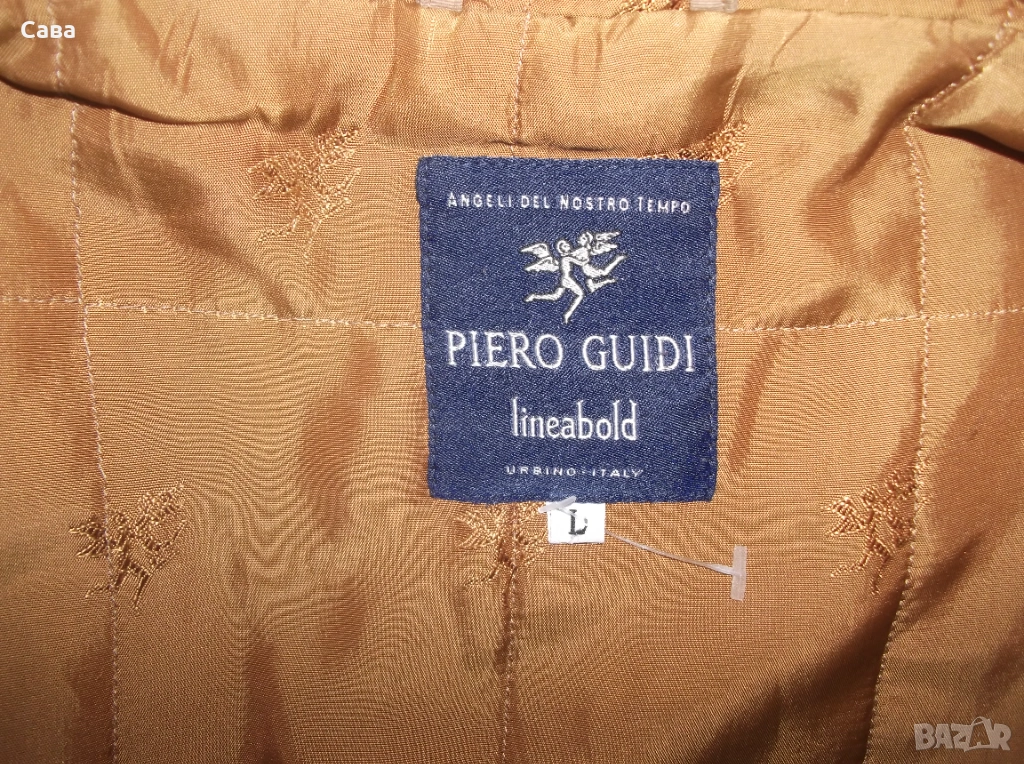 Сава
ANGELI DEL NOSTRO TEMPO
PIERO GUIDI
lineabold
URBINO-ITALY
L
BAZAR